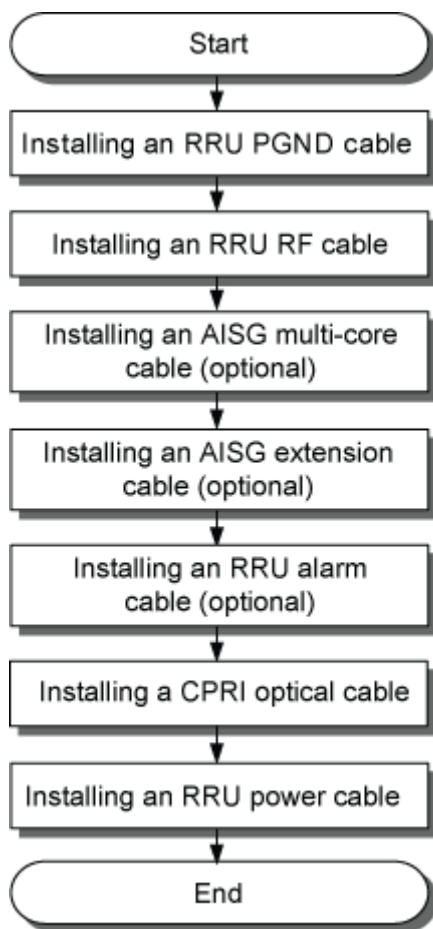 Start
Installing an RRU PGND cable
Installing an RRU RF cable
Installing an AISG multi-core
cable (optional)
Installing an AISG extension
cable (optional)
Installing an RRU alarm
cable (optional)
Installing a CPRI optical cable
Installing an RRU power cable
End